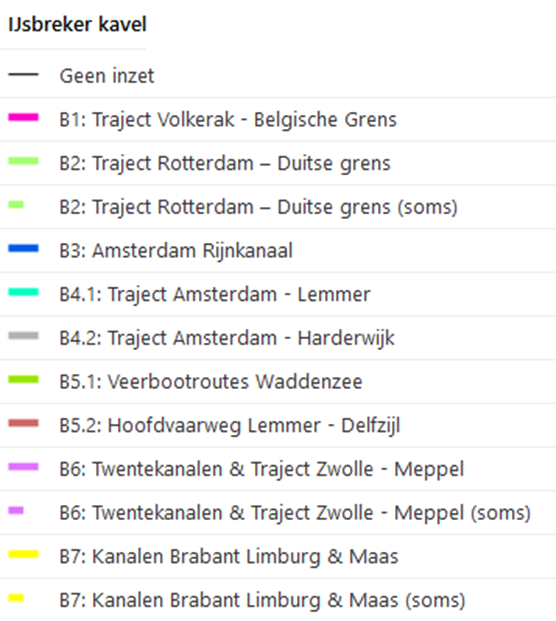 IJsbreker kavel
Geen inzet
B1: Traject Volkerak - Belgische Grens
B2: Traject Rotterdam – Duitse grens
B2: Traject Rotterdam – Duitse grens (soms)
B3: Amsterdam Rijnkanaal
B4.1: Traject Amsterdam - Lemmer
B4.2: Traject Amsterdam - Harderwijk
B5.1: Veerbootroutes Waddenzee
B5.2: Hoofdvaarweg Lemmer - Delfzijl
B6: Twentekanalen & Traject Zwolle - Meppel
B6: Twentekanalen & Traject Zwolle - Meppel (soms)
B7: Kanalen Brabant Limburg & Maas
B7: Kanalen Brabant Limburg & Maas (soms)